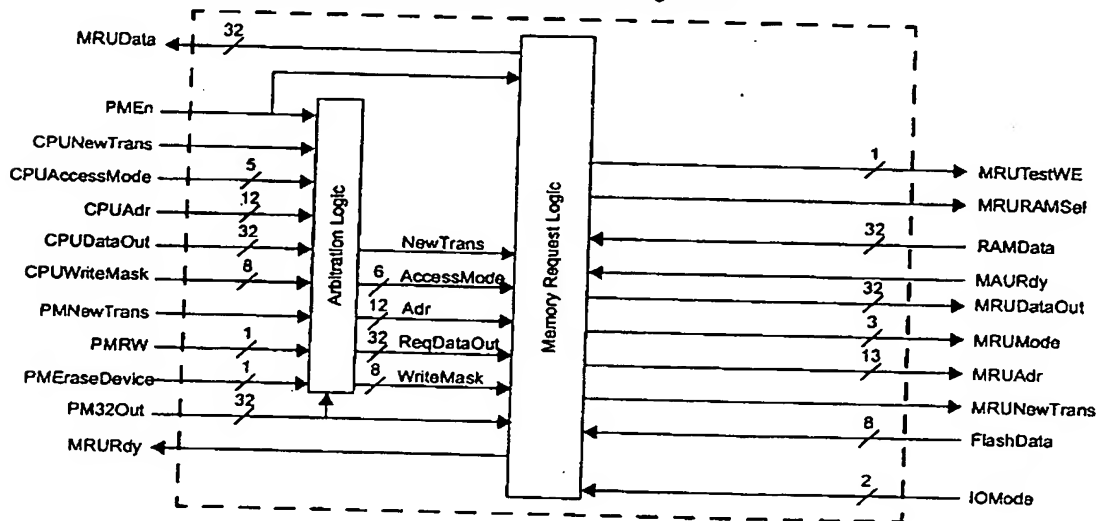 MRUData
32
PMEn
CPUNewTrans
CPUAccessMode
5
CPUAdr
12
CPUDataOut
32
CPUWriteMask
8
PMNewTrans
PMRW
1
PMEraseDevice
1
PM32Out
32
MRURdy
Arbitration Logic
NewTrans
6 AccessMode
12 Adr
32 ReqDataOut
8 WriteMask
Memory Request Logic
1
MRUTestWE
MRURAMSel
32
RAMData
MAURdy
32
MRUDataOut
3
MRUMode
13
MRUAdr
MRUNewTrans
8
FlashData
2
IOMode